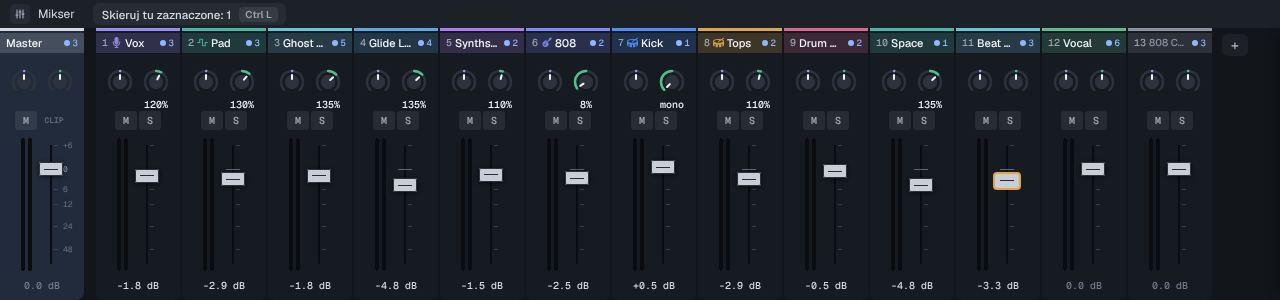 Mikser Skieruj tu zaznaczone: 1 Ctrl L
Master 3 1 Vox 3 2 Pad 3 3 Ghost ... 5 4 Glide L... 4 5 Synths... 2 6 808 2 7 Kick 1 8 Tops 2 9 Drum ... 2 10 Space 1 11 Beat ... 3 12 Vocal 6 13 808 C... 3 +
120% 130% 135% 135% 110% 8% mono 110% 135%
M CLIP M S M S M S M S M S M S M S M S M S M S M S M S M S
+6
0
6
12
24
48
0.0 dB -1.8 dB -2.9 dB -1.8 dB -4.8 dB -1.5 dB -2.5 dB +0.5 dB -2.9 dB -0.5 dB -4.8 dB -3.3 dB 0.0 dB 0.0 dB